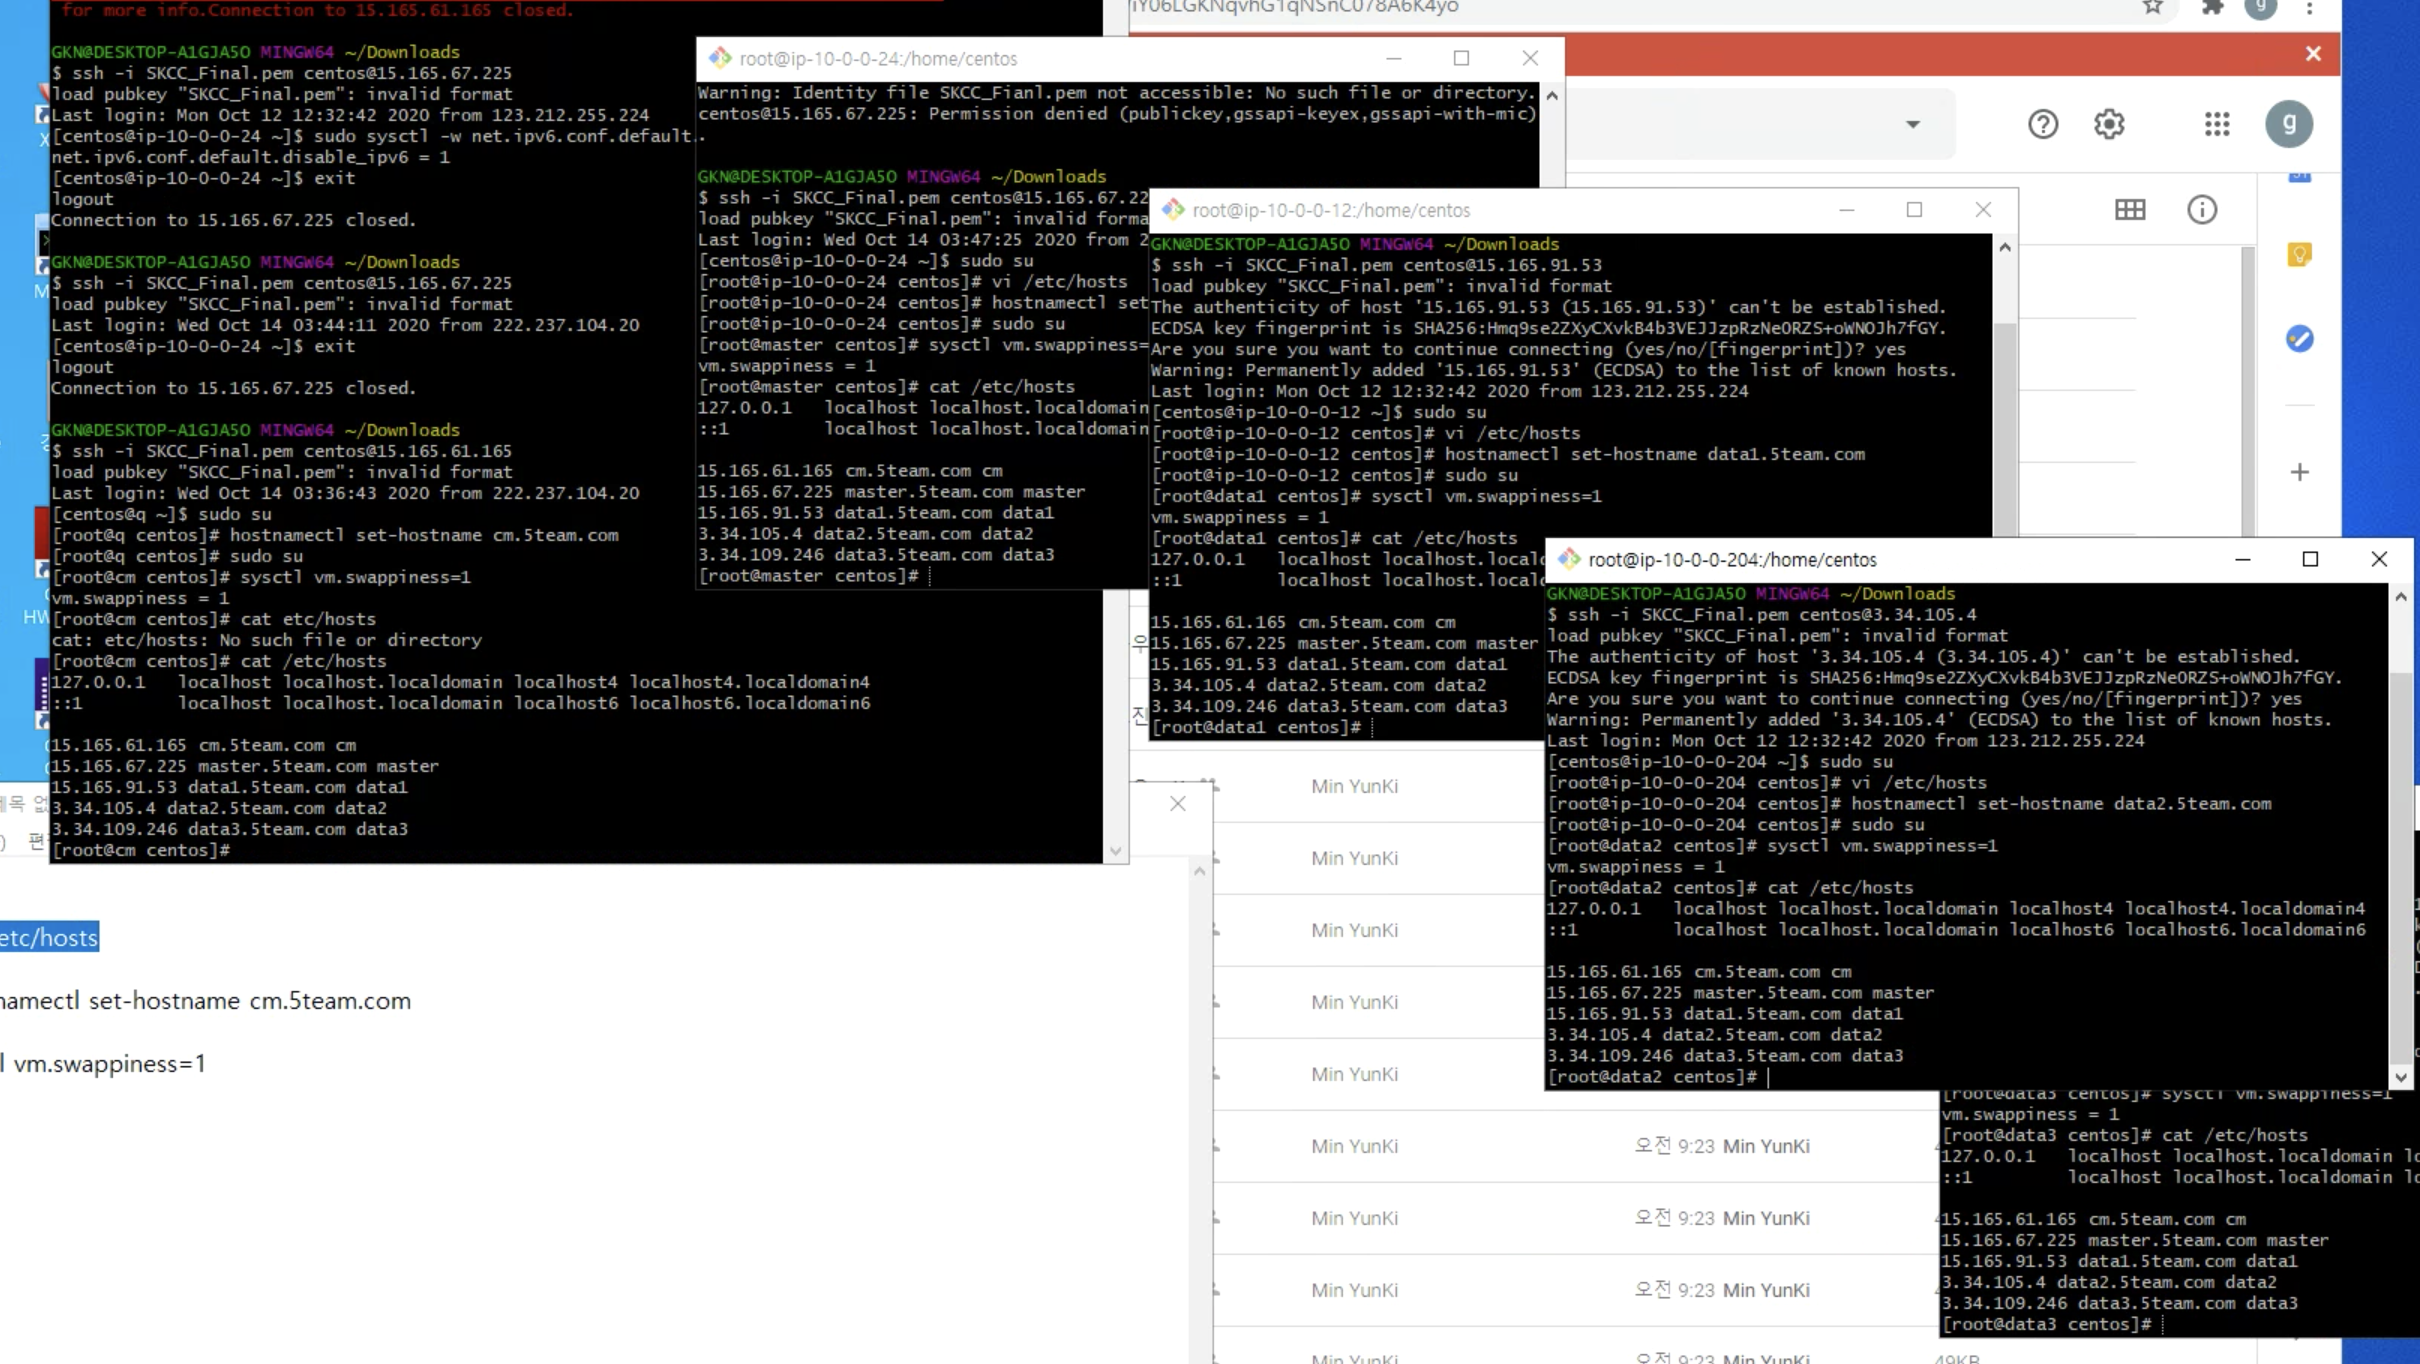 for more info.Connection to 15.165.61.165 closed.
GKN@DESKTOP-A1GJA5O MINGW64 ~/Downloads
$ ssh -i SKCC_Final.pem centos@15.165.67.225
load pubkey "SKCC_Final.pem": invalid format
Last login: Mon Oct 12 12:32:42 2020 from 123.212.255.224
[centos@ip-10-0-0-24 ~]$ sudo sysctl -w net.ipv6.conf.default.
net.ipv6.conf.default.disable_ipv6 = 1
[centos@ip-10-0-0-24 ~]$ exit
logout
Connection to 15.165.67.225 closed.
GKN@DESKTOP-A1GJA5O MINGW64 ~/Downloads
$ ssh -i SKCC_Final.pem centos@15.165.67.225
load pubkey "SKCC_Final.pem": invalid format
Last login: Wed Oct 14 03:44:11 2020 from 222.237.104.20
[centos@ip-10-0-0-24 ~]$ exit
logout
Connection to 15.165.67.225 closed.
GKN@DESKTOP-A1GJA5O MINGW64 ~/Downloads
$ ssh -i SKCC_Final.pem centos@15.165.61.165
load pubkey "SKCC_Final.pem": invalid format
Last login: Wed Oct 14 03:36:43 2020 from 222.237.104.20
[centos@q ~]$ sudo su
[root@q centos]# hostnamectl set-hostname cm.5team.com
[root@q centos]# sudo su
[root@cm centos]# sysctl vm.swappiness=1
vm.swappiness = 1
[root@cm centos]# cat etc/hosts
cat: etc/hosts: No such file or directory
[root@cm centos]# cat /etc/hosts
127.0.0.1 localhost localhost.localdomain localhost4 localhost4.localdomain4
::1 localhost localhost.localdomain localhost6 localhost6.localdomain6
15.165.61.165 cm.5team.com cm
15.165.67.225 master.5team.com master
15.165.91.53 data1.5team.com data1
3.34.105.4 data2.5team.com data2
3.34.109.246 data3.5team.com data3
[root@cm centos]#
root@ip-10-0-0-24:/home/centos
Warning: Identity file SKCC_Fianl.pem not accessible: No such file or directory.
centos@15.165.67.225: Permission denied (publickey,gssapi-keyex,gssapi-with-mic)
.
GKN@DESKTOP-A1GJA5O MINGW64 ~/Downloads
$ ssh -i SKCC_Final.pem centos@15.165.67.22
load pubkey "SKCC_Final.pem": invalid forma
Last login: Wed Oct 14 03:47:25 2020 from 2
[centos@ip-10-0-0-24 ~]$ sudo su
[root@ip-10-0-0-24 centos]# vi /etc/hosts
[root@ip-10-0-0-24 centos]# hostnamectl set
[root@ip-10-0-0-24 centos]# sudo su
[root@master centos]# sysctl vm.swappiness=
vm.swappiness = 1
[root@master centos]# cat /etc/hosts
127.0.0.1 localhost localhost.localdomain
::1 localhost localhost.localdomain
15.165.61.165 cm.5team.com cm
15.165.67.225 master.5team.com master
15.165.91.53 data1.5team.com data1
3.34.105.4 data2.5team.com data2
3.34.109.246 data3.5team.com data3
[root@master centos]#
root@ip-10-0-0-12:/home/centos
GKN@DESKTOP-A1GJA5O MINGW64 ~/Downloads
$ ssh -i SKCC_Final.pem centos@15.165.91.53
load pubkey "SKCC_Final.pem": invalid format
The authenticity of host '15.165.91.53 (15.165.91.53)' can't be established.
ECDSA key fingerprint is SHA256:Hmq9se2ZXyCXvkB4b3VEJJzpRzNeORZS+oWNOJh7fGY.
Are you sure you want to continue connecting (yes/no/[fingerprint])? yes
Warning: Permanently added '15.165.91.53' (ECDSA) to the list of known hosts.
Last login: Mon Oct 12 12:32:42 2020 from 123.212.255.224
[centos@ip-10-0-0-12 ~]$ sudo su
[root@ip-10-0-0-12 centos]# vi /etc/hosts
[root@ip-10-0-0-12 centos]# hostnamectl set-hostname data1.5team.com
[root@ip-10-0-0-12 centos]# sudo su
[root@data1 centos]# sysctl vm.swappiness=1
vm.swappiness = 1
[root@data1 centos]# cat /etc/hosts
127.0.0.1 localhost localhost.local
::1 localhost localhost.local
15.165.61.165 cm.5team.com cm
15.165.67.225 master.5team.com master
15.165.91.53 data1.5team.com data1
3.34.105.4 data2.5team.com data2
3.34.109.246 data3.5team.com data3
[root@data1 centos]#
root@ip-10-0-0-204:/home/centos
GKN@DESKTOP-A1GJA5O MINGW64 ~/Downloads
$ ssh -i SKCC_Final.pem centos@3.34.105.4
load pubkey "SKCC_Final.pem": invalid format
The authenticity of host '3.34.105.4 (3.34.105.4)' can't be established.
ECDSA key fingerprint is SHA256:Hmq9se2ZXyCXvkB4b3VEJJzpRzNeORZS+oWNOJh7fGY.
Are you sure you want to continue connecting (yes/no/[fingerprint])? yes
Warning: Permanently added '3.34.105.4' (ECDSA) to the list of known hosts.
Last login: Mon Oct 12 12:32:42 2020 from 123.212.255.224
[centos@ip-10-0-0-204 ~]$ sudo su
[root@ip-10-0-0-204 centos]# vi /etc/hosts
[root@ip-10-0-0-204 centos]# hostnamectl set-hostname data2.5team.com
[root@ip-10-0-0-204 centos]# sudo su
[root@data2 centos]# sysctl vm.swappiness=1
vm.swappiness = 1
[root@data2 centos]# cat /etc/hosts
127.0.0.1 localhost localhost.localdomain localhost4 localhost4.localdomain4
::1 localhost localhost.localdomain localhost6 localhost6.localdomain6
15.165.61.165 cm.5team.com cm
15.165.67.225 master.5team.com master
15.165.91.53 data1.5team.com data1
3.34.105.4 data2.5team.com data2
3.34.109.246 data3.5team.com data3
[root@data2 centos]#
[root@data3 centos]# sysctl vm.swappiness=1
vm.swappiness = 1
[root@data3 centos]# cat /etc/hosts
127.0.0.1 localhost localhost.localdomain lo
::1 localhost localhost.localdomain lo
15.165.61.165 cm.5team.com cm
15.165.67.225 master.5team.com master
15.165.91.53 data1.5team.com data1
3.34.105.4 data2.5team.com data2
3.34.109.246 data3.5team.com data3
[root@data3 centos]#
etc/hosts
namectl set-hostname cm.5team.com
l vm.swappiness=1
g
g
Min YunKi
Min YunKi
Min YunKi
Min YunKi
Min YunKi
Min YunKi 오전 9:23 Min YunKi
Min YunKi 오전 9:23 Min YunKi
Min YunKi 오전 9:23 Min YunKi
Min YunKi 오전 9:23 Min YunKi 49KB